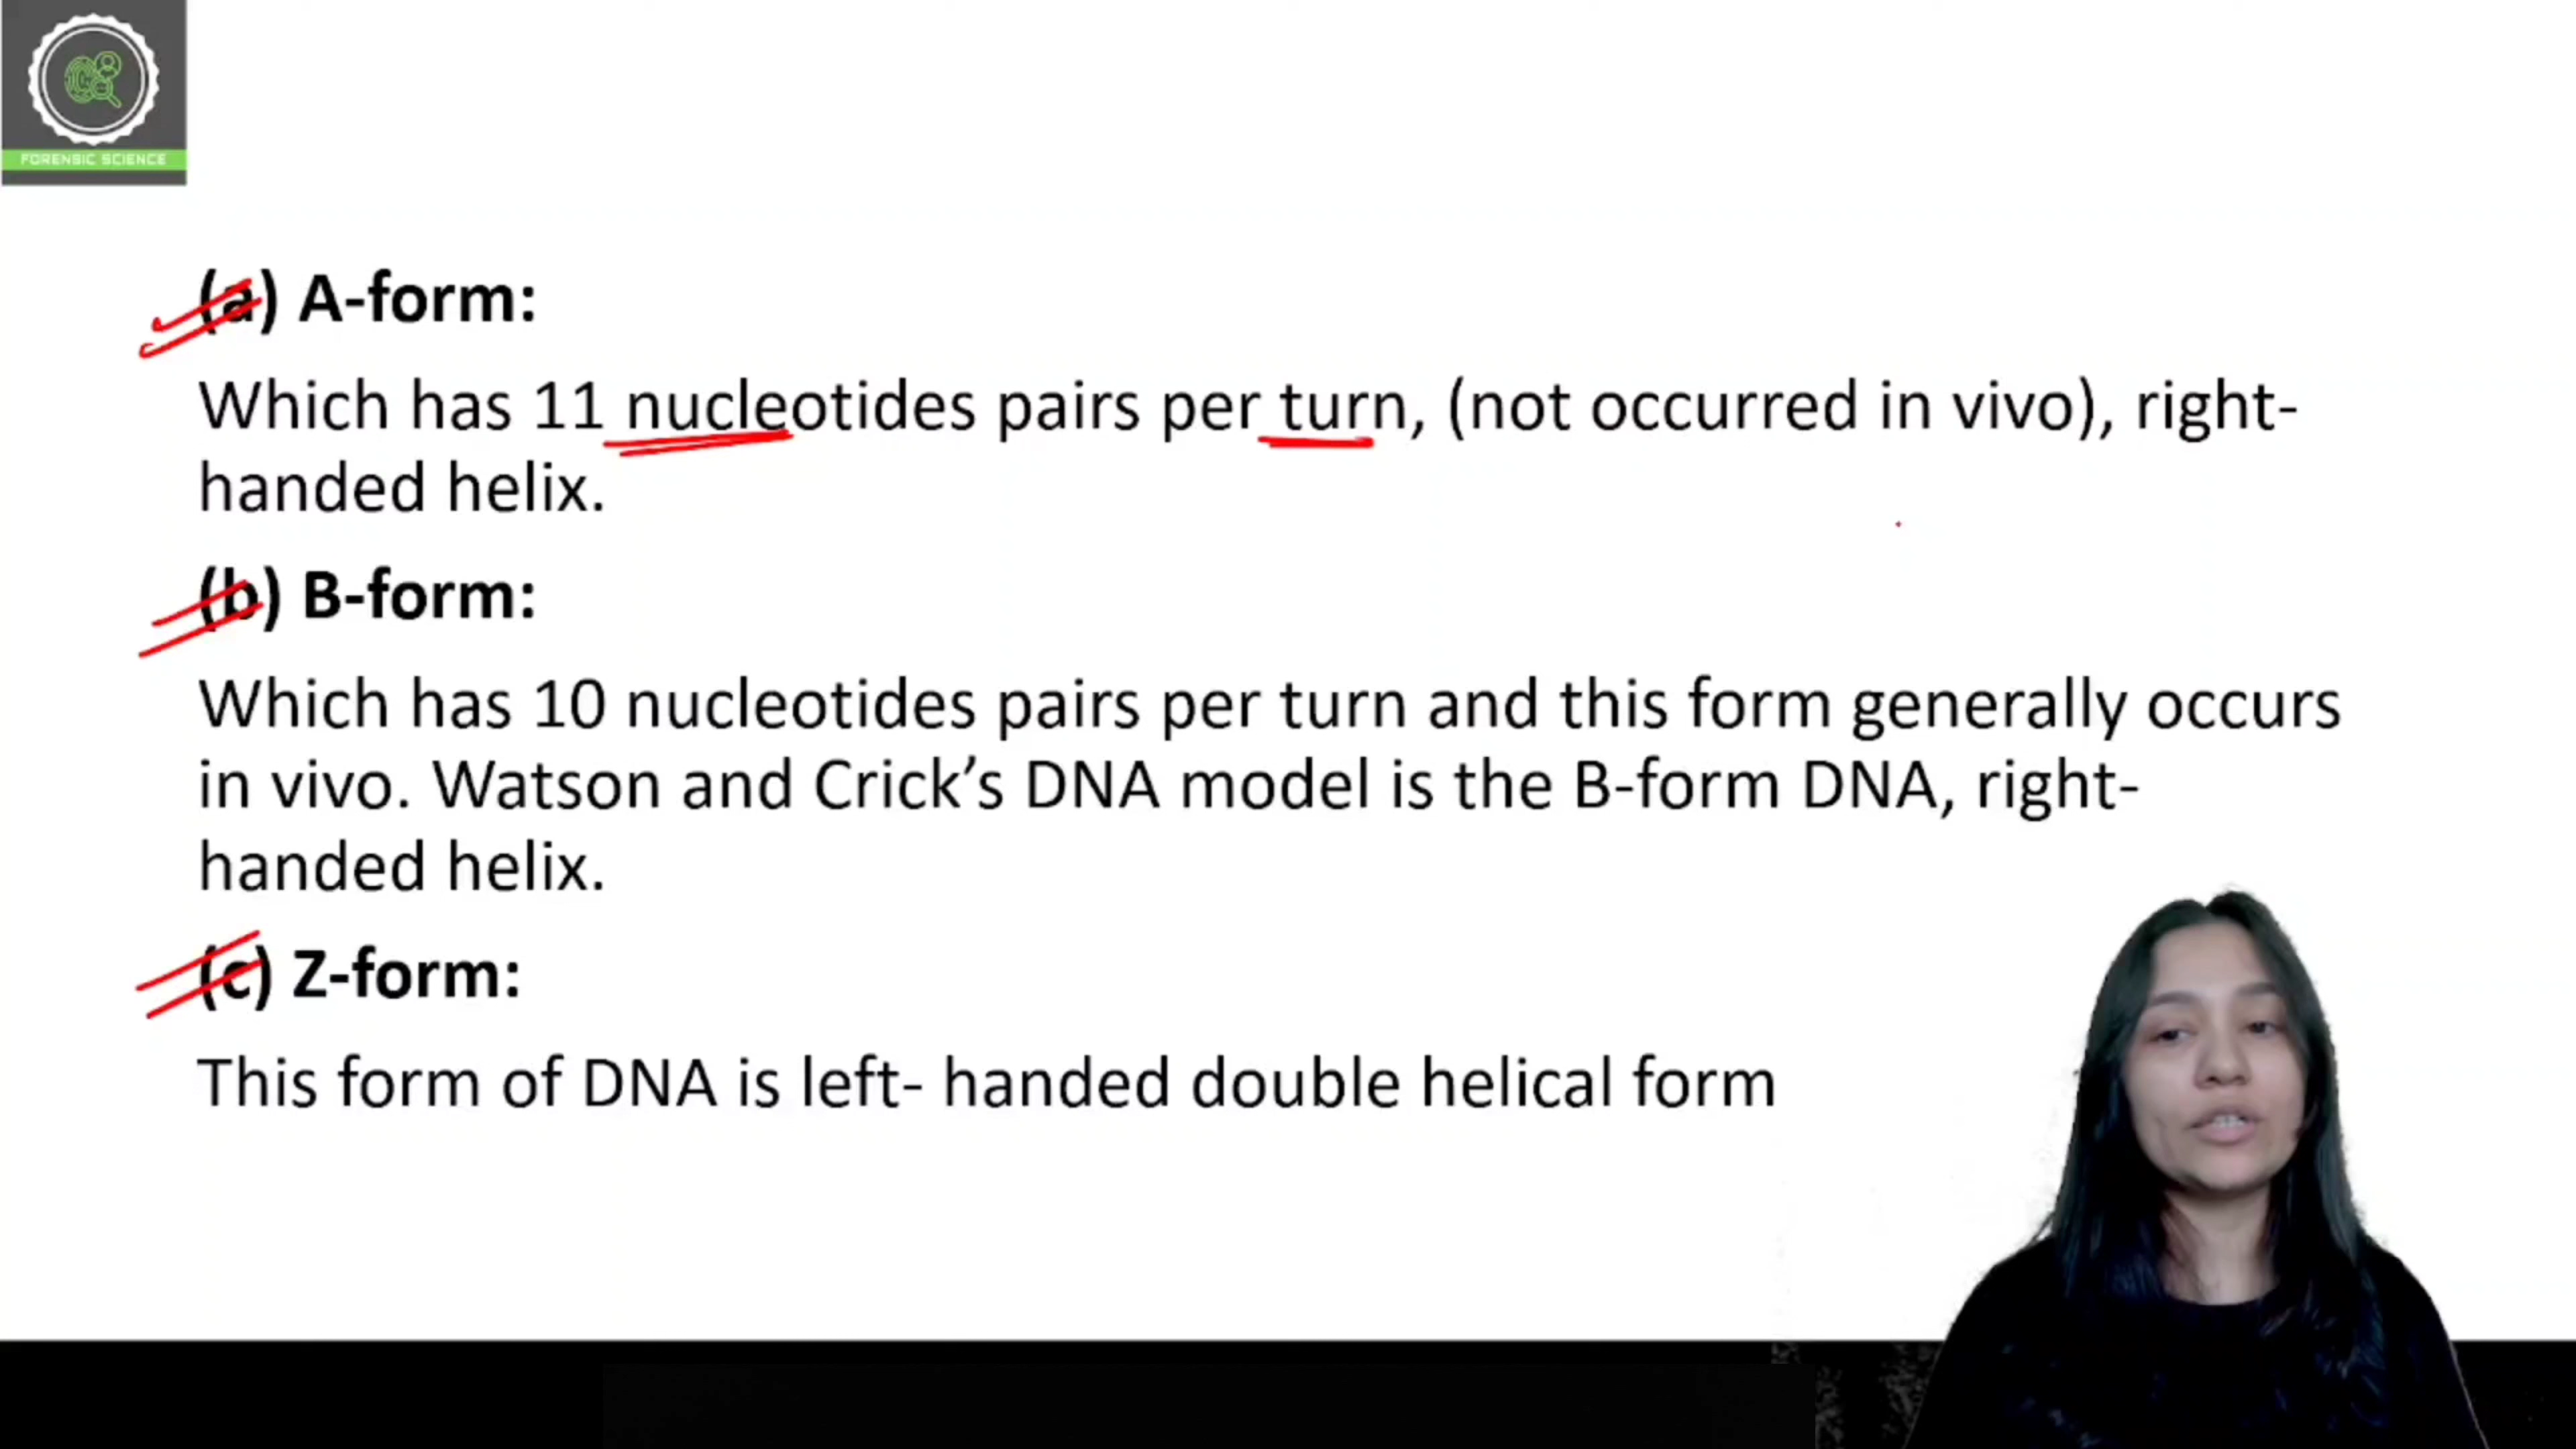 FORENSIC SCIENCE
(a) A-form:
Which has 11 nucleotides pairs per turn, (not occurred in vivo), right-
handed helix.
(b) B-form:
Which has 10 nucleotides pairs per turn and this form generally occurs
in vivo. Watson and Crick’s DNA model is the B-form DNA, right-
handed helix.
(c) Z-form:
This form of DNA is left- handed double helical form